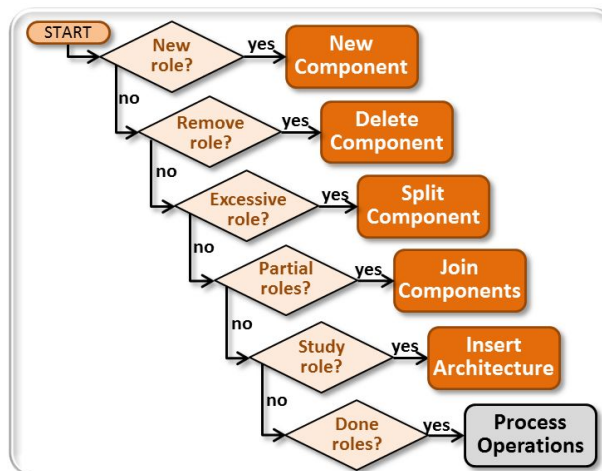 START
New
role?
yes
New
Component
no
Remove
role?
yes
Delete
Component
no
Excessive
role?
yes
Split
Component
no
Partial
roles?
yes
Join
Components
no
Study
role?
yes
Insert
Architecture
no
Done
roles?
yes
Process
Operations